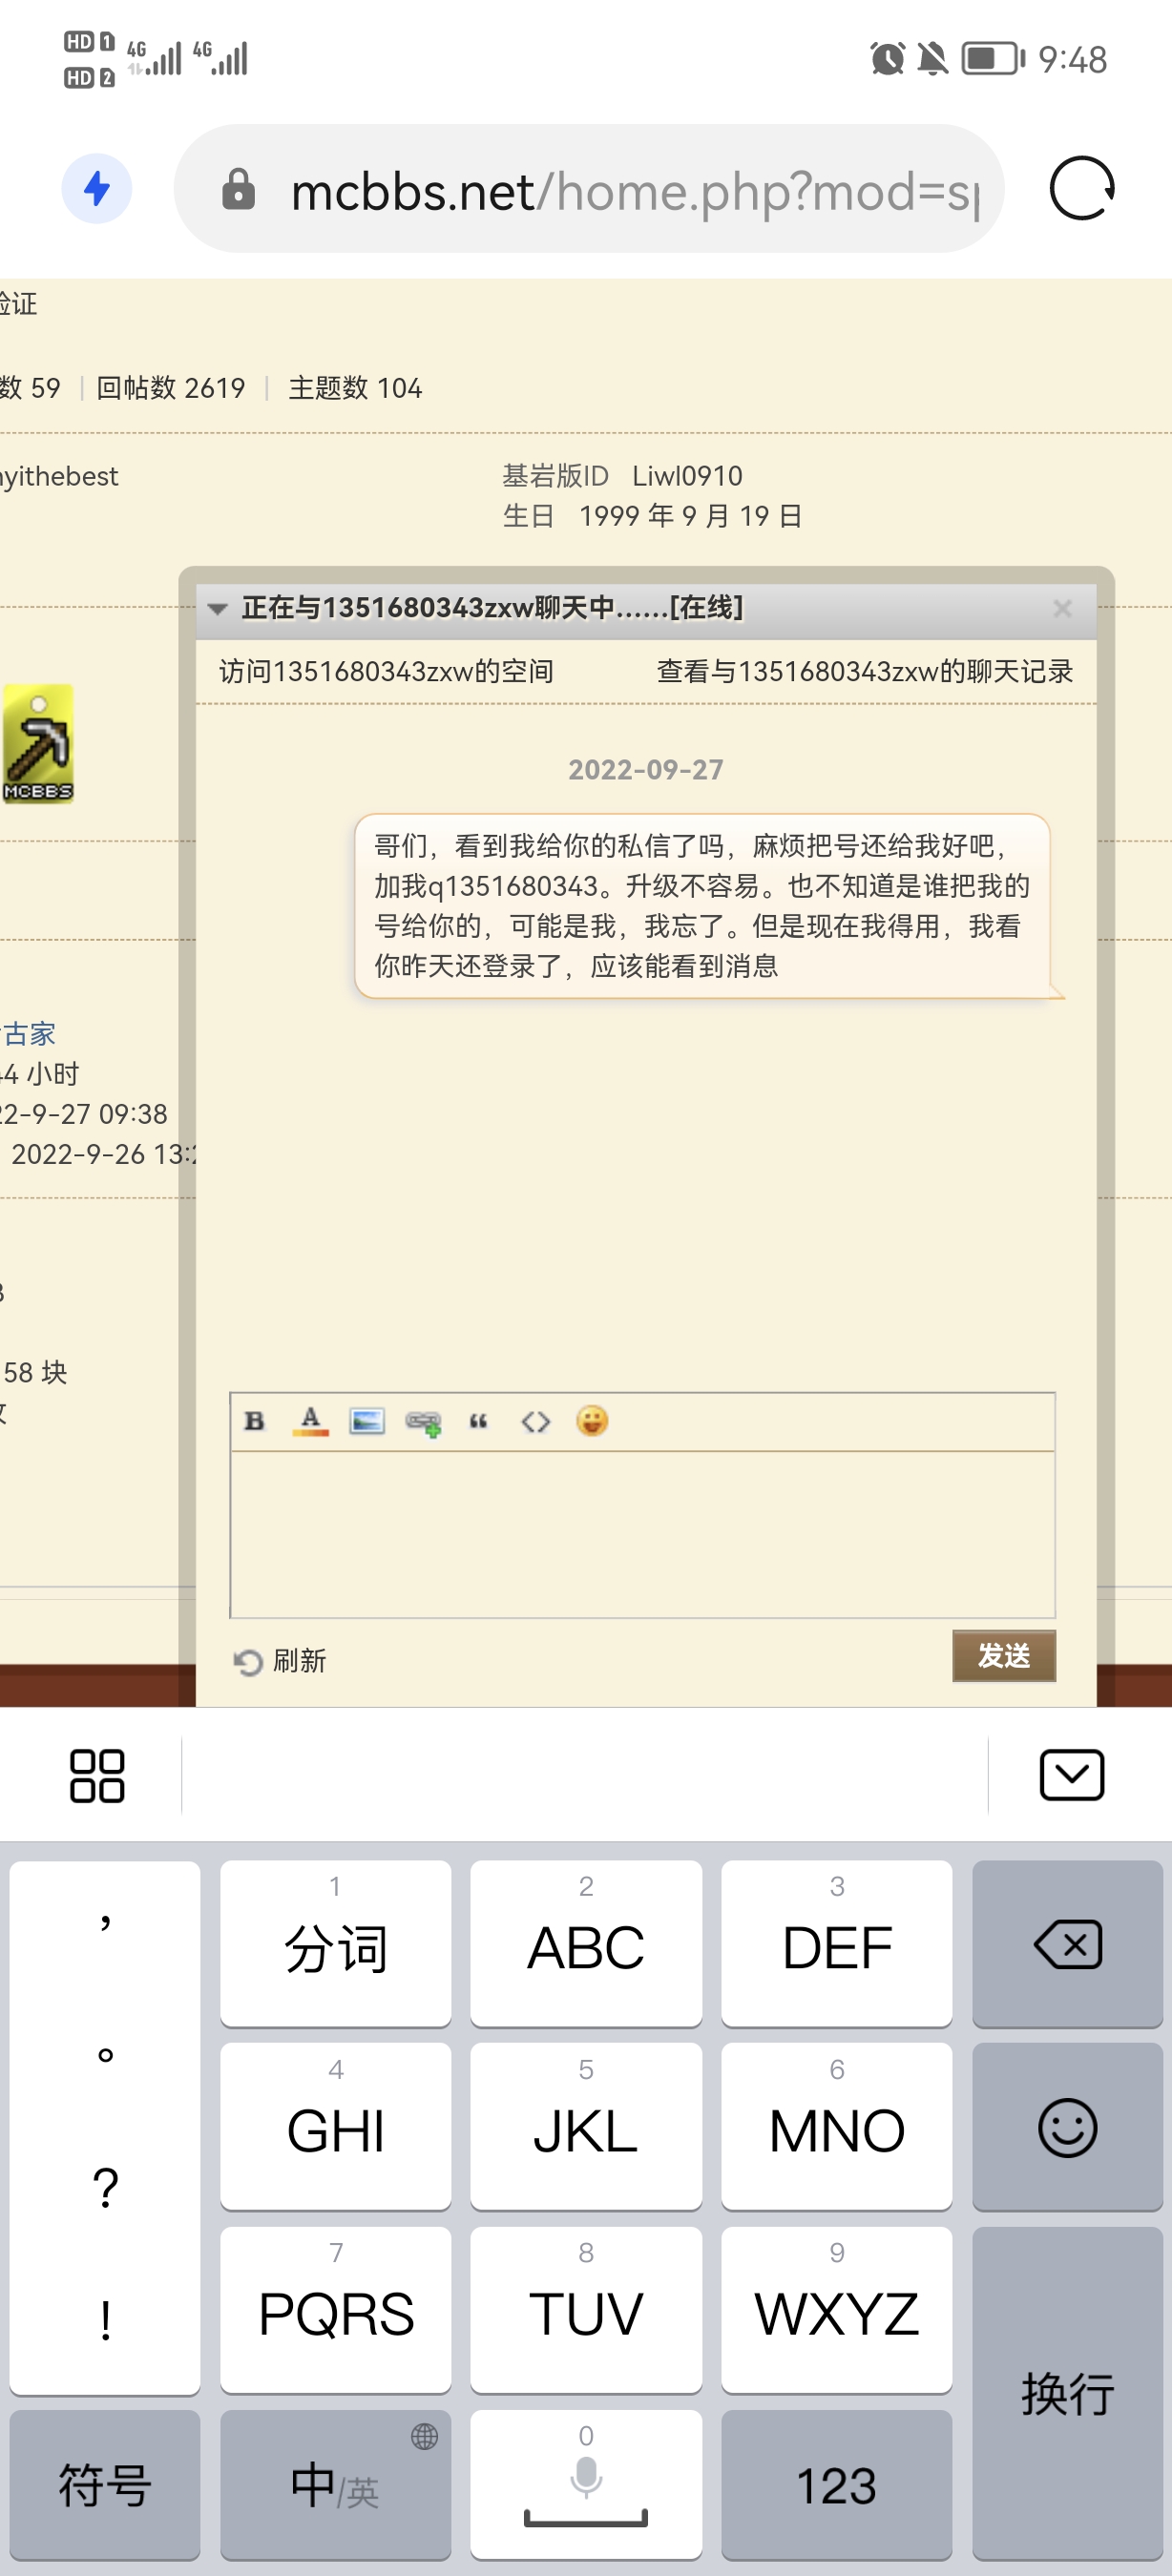 HD 1 4G 4G 9:48
HD 2
mcbbs.net/home.php?mod=s
验证
数 59 回帖数 2619 主题数 104
yithebest 基岩版ID Liwl0910
生日 1999 年 9 月 19 日
正在与1351680343zxw聊天中......[在线]
访问1351680343zxw的空间 查看与1351680343zxw的聊天记录
MCBBS
2022-09-27
哥们，看到我给你的私信了吗，麻烦把号还给我好吧，
加我q1351680343。升级不容易。也不知道是谁把我的
号给你的，可能是我，我忘了。但是现在我得用，我看
你昨天还登录了，应该能看到消息
古家
4 小时
22-9-27 09:38
2022-9-26 13:
58 块
B A “ <>
刷新 发送
， 1 2 3
分词 ABC DEF
。 4 5 6
GHI JKL MNO
? 7 8 9
PQRS TUV WXYZ
! 换行
符号 中/英 0 123